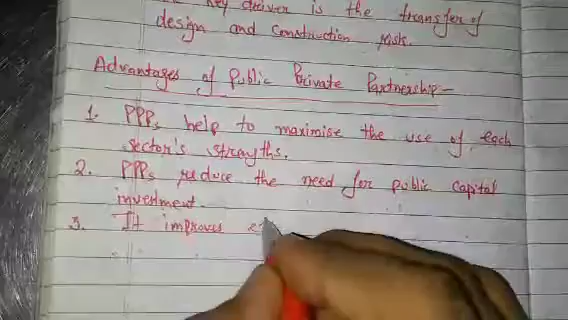 key driver is the transfer of
design and construction risk.
Advantages of Public Private Partnership -
1. PPPs help to maximise the use of each
sector's strengths.
2. PPPs reduce the need for public capital
investment.
3. It improves